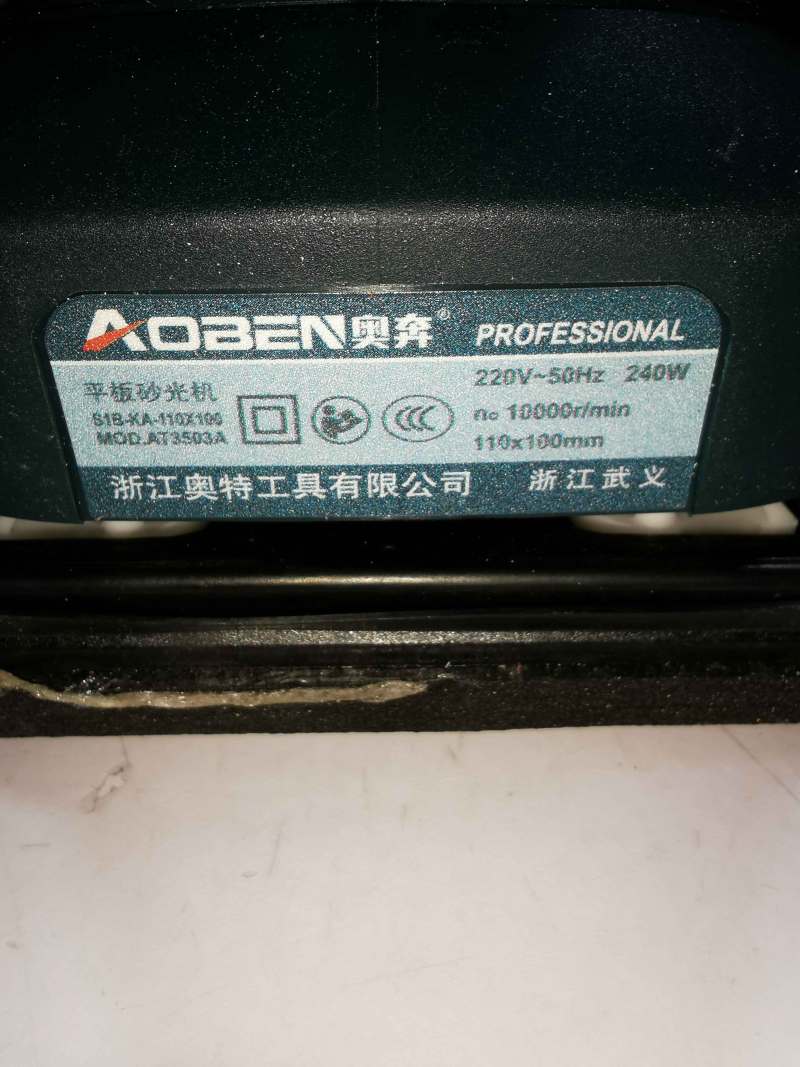 AOBEN奥奔® PROFESSIONAL
平板砂光机
S1B-KA-110X100
MOD.AT3503A
CCC
220V~50Hz 240W
n₀ 10000r/min
110x100mm
浙江奥特工具有限公司 浙江武义